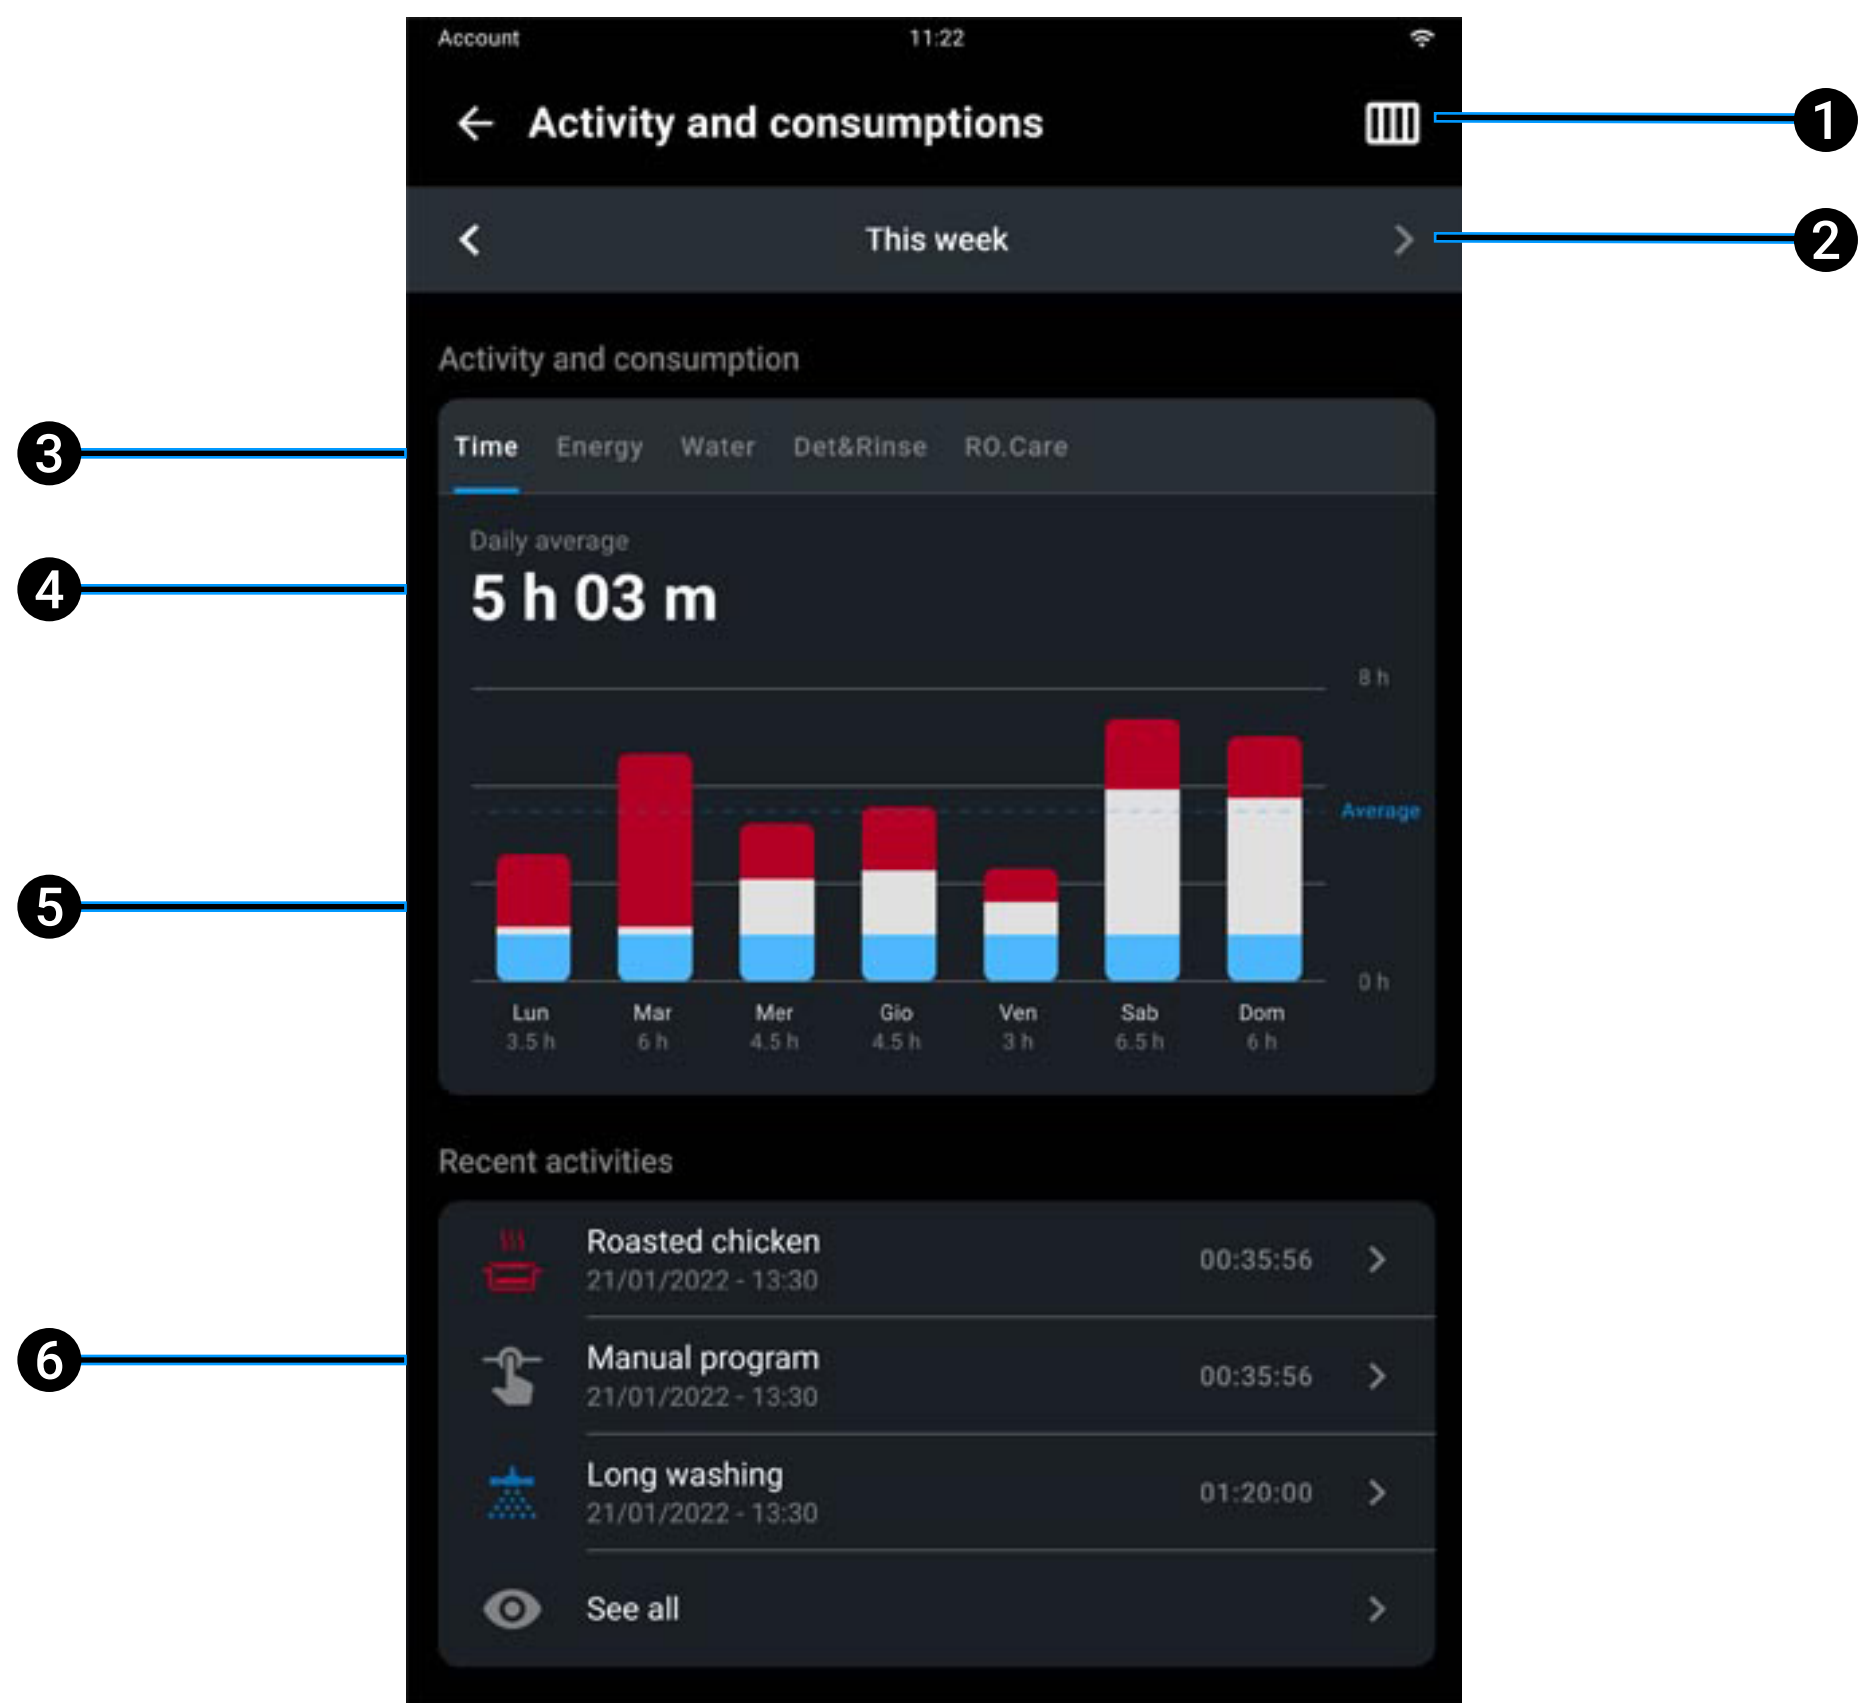 Account 11:22
Activity and consumptions
1
This week
2
Activity and consumption
3
Time Energy Water Det&Rinse RO.Care
Daily average
4
5 h 03 m
8 h
Average
5
0 h
Lun Mar Mer Gio Ven Sab Dom
3.5 h 6 h 4.5 h 4.5 h 3 h 6.5 h 6 h
Recent activities
Roasted chicken
21/01/2022 - 13:30
00:35:56
6
Manual program
21/01/2022 - 13:30
00:35:56
Long washing
21/01/2022 - 13:30
01:20:00
See all